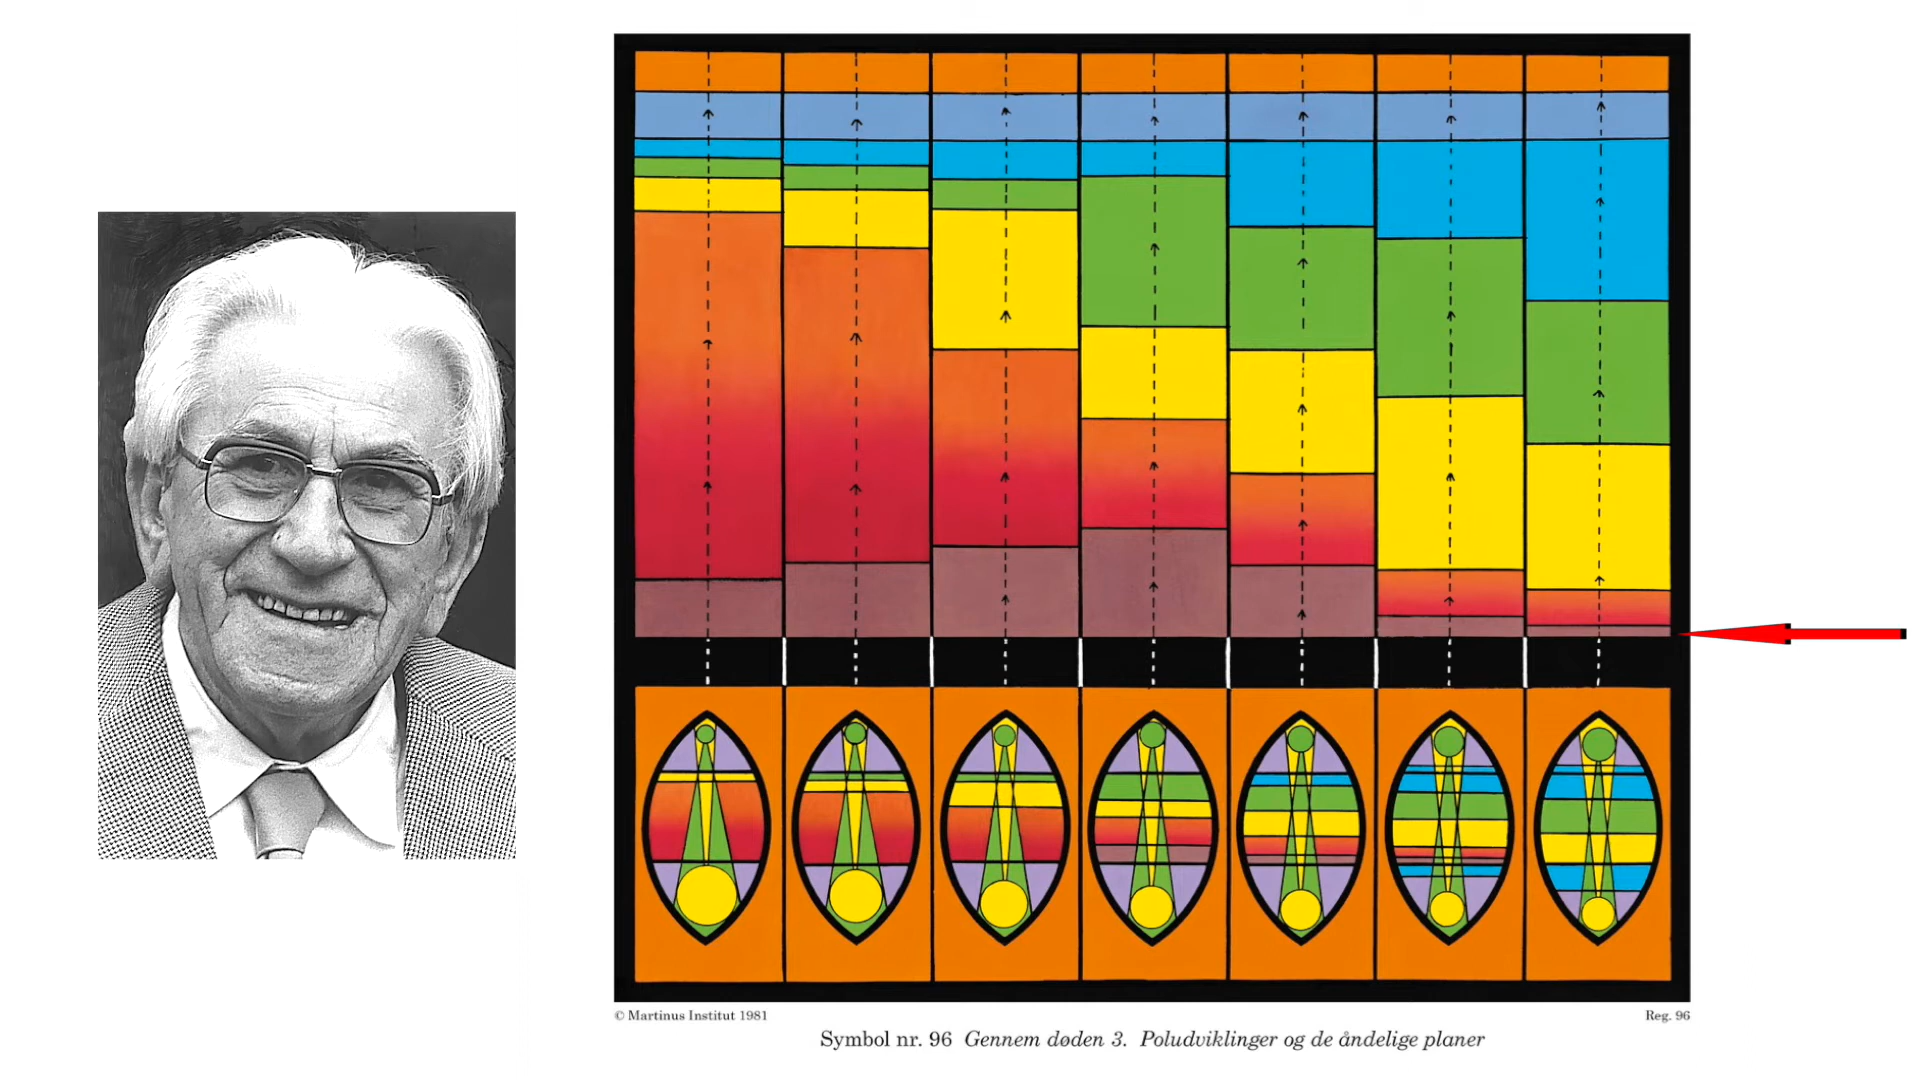 © Martinus Institut 1981
Reg. 96
Symbol nr. 96 Gennem døden 3. Poludviklinger og de åndelige planer